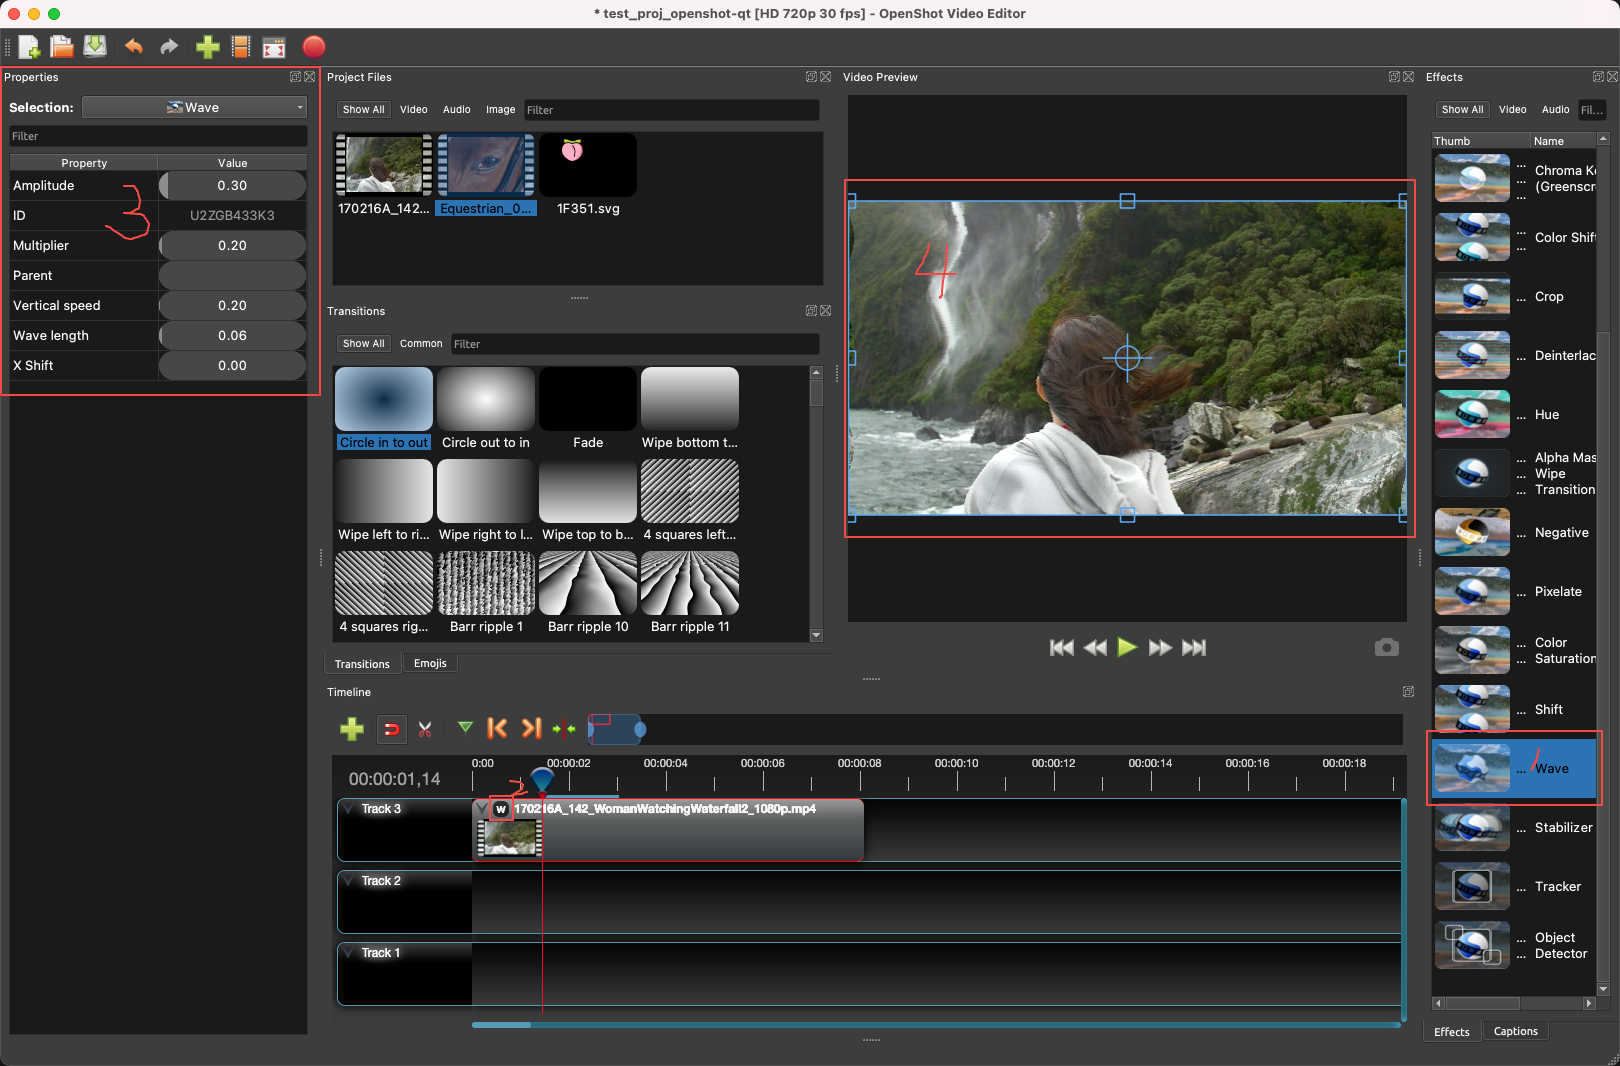 * test_proj_openshot-qt [HD 720p 30 fps] - OpenShot Video Editor
Properties
Selection:
Wave
Filter
Property Value
Amplitude 0.30
3
ID U2ZGB433K3
Multiplier 0.20
Parent
Vertical speed 0.20
Wave length 0.06
X Shift 0.00
Project Files
Show All Video Audio Image Filter
170216A_142... Equestrian_0... 1F351.svg
Transitions
Show All Common Filter
Circle in to out Circle out to in Fade Wipe bottom t...
Wipe left to ri... Wipe right to l... Wipe top to b... 4 squares left...
4 squares rig... Barr ripple 1 Barr ripple 10 Barr ripple 11
Transitions Emojis
Video Preview
4
Effects
Show All Video Audio Fil...
Thumb Name
... Chroma Ke
... (Greenscre
...
... Color Shift
...
... Crop
... Deinterlac
... Hue
... Alpha Mas
... Wipe
... Transition
... Negative
... Pixelate
... Color
... Saturation
... Shift
... Wave
1
... Stabilizer
... Tracker
... Object
... Detector
Effects Captions
Timeline
00:00:01,14
0:00 00:00:02 00:00:04 00:00:06 00:00:08 00:00:10 00:00:12 00:00:14 00:00:16 00:00:18
2
Track 3
W 170216A_142_WomanWatchingWaterfall2_1080p.mp4
Track 2
Track 1